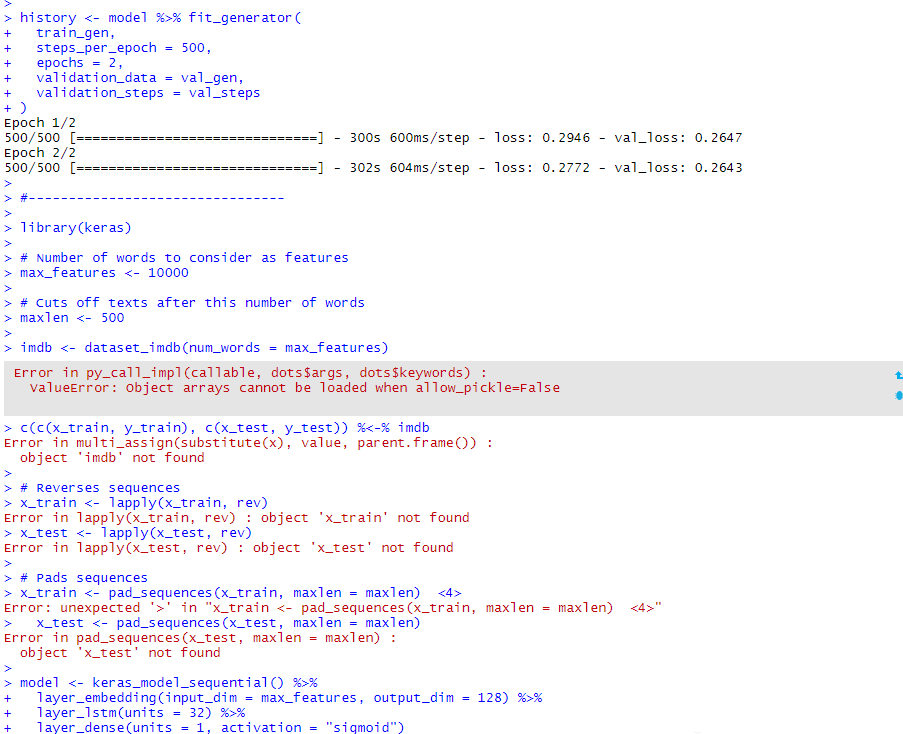 >
> history <- model %>% fit_generator(
+   train_gen,
+   steps_per_epoch = 500,
+   epochs = 2,
+   validation_data = val_gen,
+   validation_steps = val_steps
+ )
Epoch 1/2
500/500 [==============================] - 300s 600ms/step - loss: 0.2946 - val_loss: 0.2647
Epoch 2/2
500/500 [==============================] - 302s 604ms/step - loss: 0.2772 - val_loss: 0.2643
>
> #--------------------------------
>
> library(keras)
>
> # Number of words to consider as features
> max_features <- 10000
>
> # Cuts off texts after this number of words
> maxlen <- 500
>
> imdb <- dataset_imdb(num_words = max_features)
Error in py_call_impl(callable, dots$args, dots$keywords) :
  ValueError: Object arrays cannot be loaded when allow_pickle=False
> c(c(x_train, y_train), c(x_test, y_test)) %<-% imdb
Error in multi_assign(substitute(x), value, parent.frame()) :
  object 'imdb' not found
>
> # Reverses sequences
> x_train <- lapply(x_train, rev)
Error in lapply(x_train, rev) : object 'x_train' not found
> x_test <- lapply(x_test, rev)
Error in lapply(x_test, rev) : object 'x_test' not found
>
> # Pads sequences
> x_train <- pad_sequences(x_train, maxlen = maxlen)  <4>
Error: unexpected '>' in "x_train <- pad_sequences(x_train, maxlen = maxlen)  <4>"
>   x_test <- pad_sequences(x_test, maxlen = maxlen)
Error in pad_sequences(x_test, maxlen = maxlen) :
  object 'x_test' not found
>
> model <- keras_model_sequential() %>%
+   layer_embedding(input_dim = max_features, output_dim = 128) %>%
+   layer_lstm(units = 32) %>%
+   layer_dense(units = 1, activation = "sigmoid")